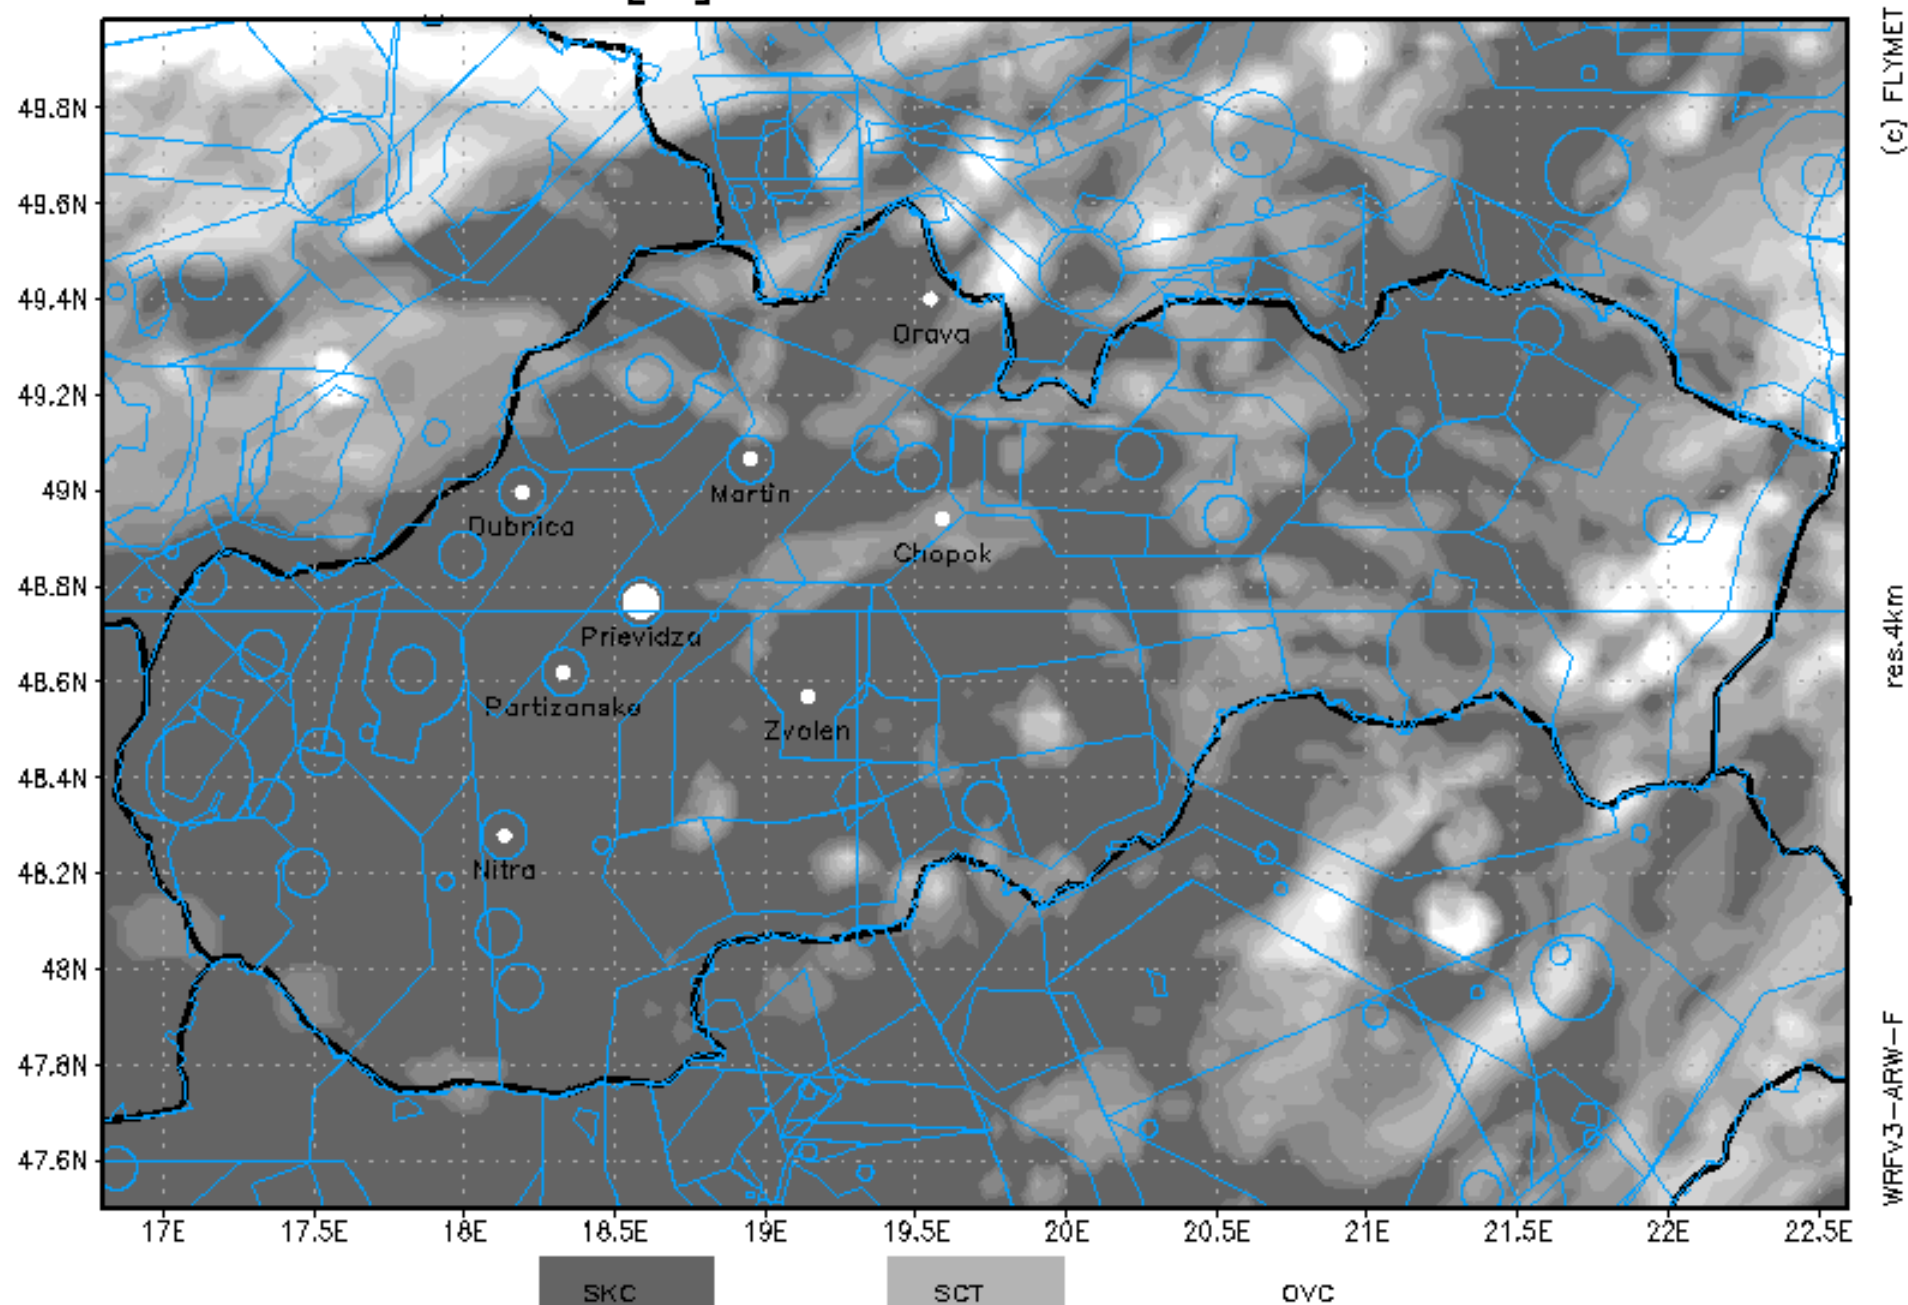 (c) FLYMET
49.8N
49.6N
49.4N
Orava
49.2N
Martin
49N
Dubnica
Chopok
48.8N
res.4km
Prievidza
48.6N
Partizanske
Zvolen
48.4N
Nitra
48.2N
48N
47.8N
WRFv3-ARW-F
47.6N
17E 17.5E 18E 18.5E 19E 19.5E 20E 20.5E 21E 21.5E 22E 22.5E
SKC SCT OVC